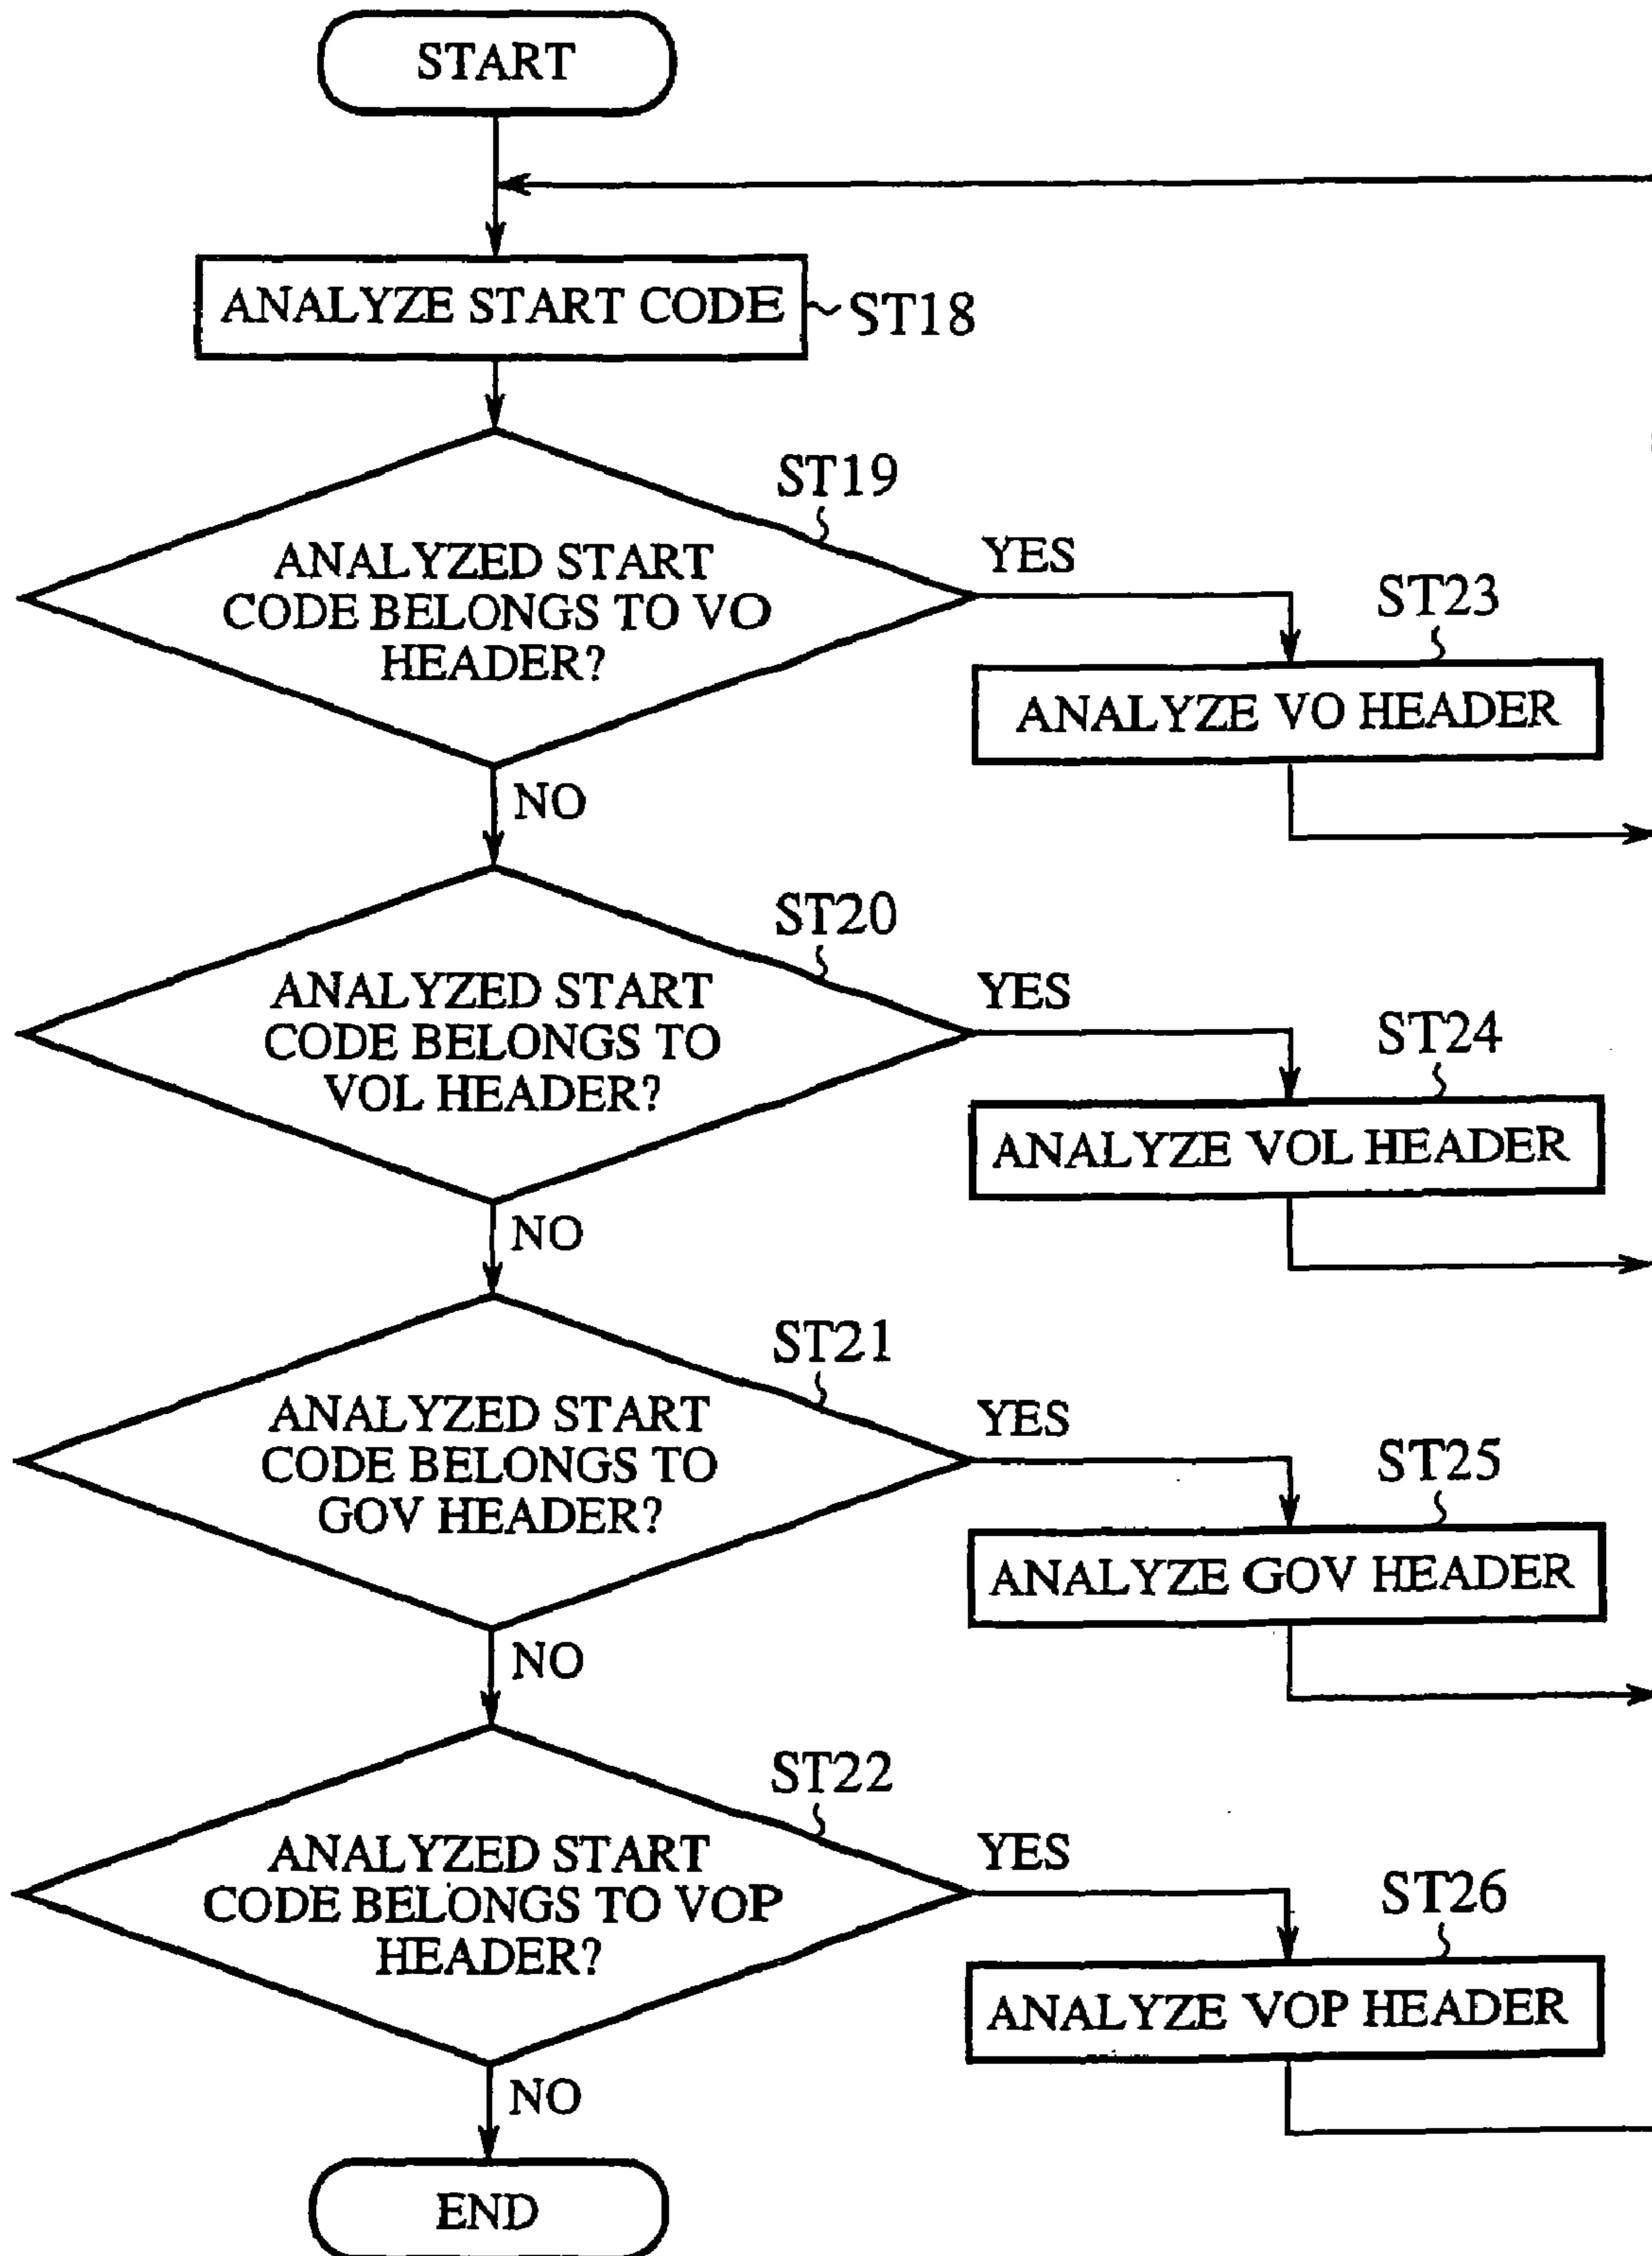 START
ANALYZE START CODE
ST18
ST19
ANALYZED START
CODE BELONGS TO VO
HEADER?
YES
ST23
ANALYZE VO HEADER
NO
ST20
ANALYZED START
CODE BELONGS TO
VOL HEADER?
YES
ST24
ANALYZE VOL HEADER
NO
ST21
ANALYZED START
CODE BELONGS TO
GOV HEADER?
YES
ST25
ANALYZE GOV HEADER
NO
ST22
ANALYZED START
CODE BELONGS TO VOP
HEADER?
YES
ST26
ANALYZE VOP HEADER
NO
END